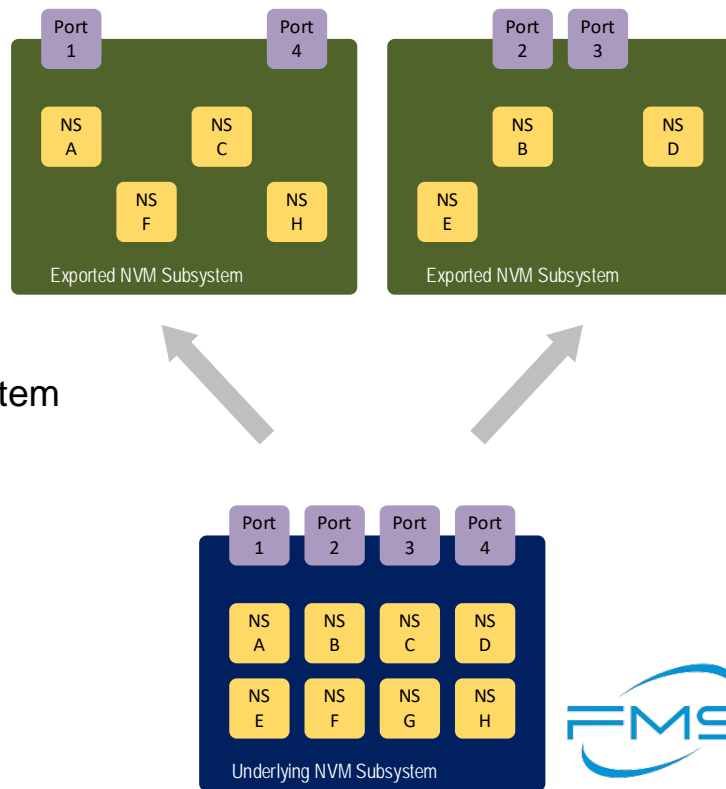 Port
1
Port
4
Port
2
Port
3
NS
A
NS
C
NS
F
NS
H
Exported NVM Subsystem
NS
B
NS
D
NS
E
Exported NVM Subsystem
tem
Port
1
Port
2
Port
3
Port
4
NS
A
NS
B
NS
C
NS
D
NS
E
NS
F
NS
G
NS
H
Underlying NVM Subsystem
FMS